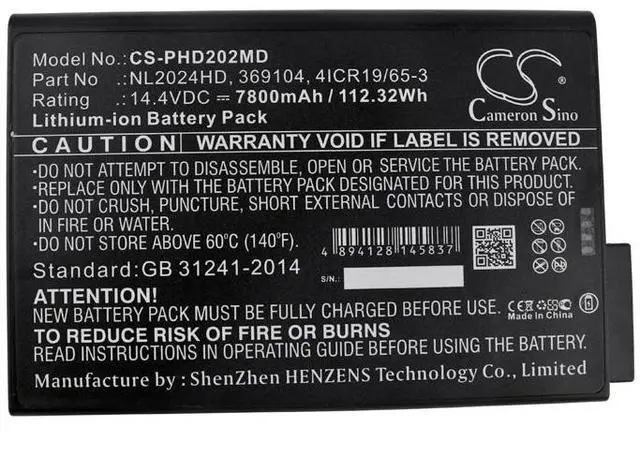 Model No.: CS-PHD202MD
Part No : NL2024HD, 369104, 4ICR19/65-3
Rating : 14.4VDC ⎓ 7800mAh / 112.32Wh
Lithium-ion Battery Pack
CS
Cameron Sino
CAUTION WARRANTY VOID IF LABEL IS REMOVED
·DO NOT ATTEMPT TO DISASSEMBLE, OPEN OR SERVICE THE BATTERY PACK.
·REPLACE ONLY WITH THE BATTERY PACK DESIGNATED FOR THIS PRODUCT.
·DO NOT CRUSH, PUNCTURE, SHORT EXTERNAL CONTACTS OR DISPOSE OF
IN FIRE OR WATER.
·DO NOT STORE ABOVE 60°C (140°F).
Standard: GB 31241-2014
4 894128 145837
S/N.:
ATTENTION!
NEW BATTERY PACK MUST BE FULLY CHARGED BEFORE FIRST USE.
TO REDUCE RISK OF FIRE OR BURNS
READ INSTRUCTIONS IN OPERATING GUIDE BEFORE USING BATTERY PACK.
CE
Made In China
Manufactured by: ShenZhen HENZENS Technology Co., Limited